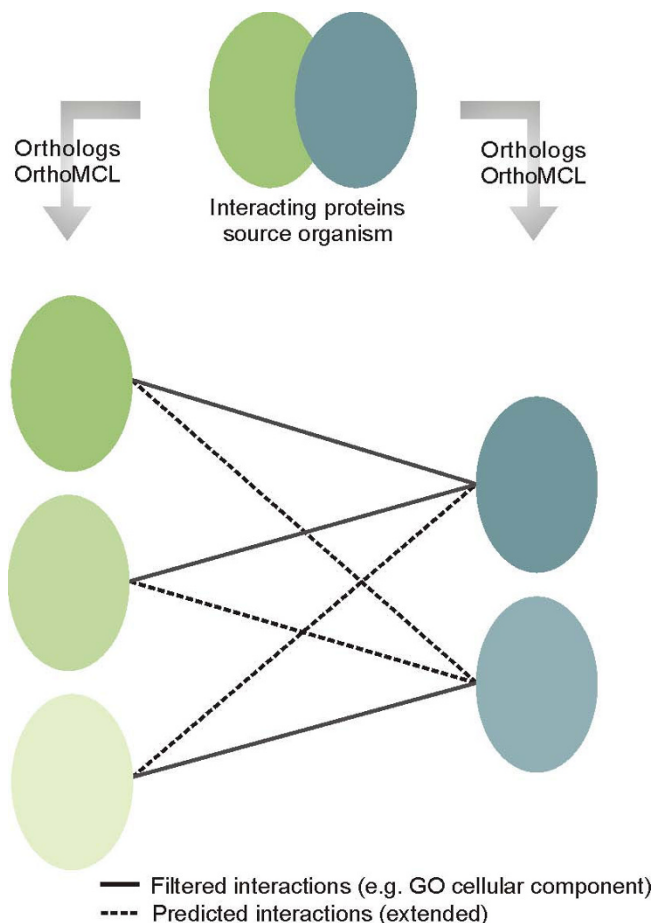 Orthologs
OrthoMCL
Orthologs
OrthoMCL
Interacting proteins
source organism
Filtered interactions (e.g. GO cellular component)
Predicted interactions (extended)